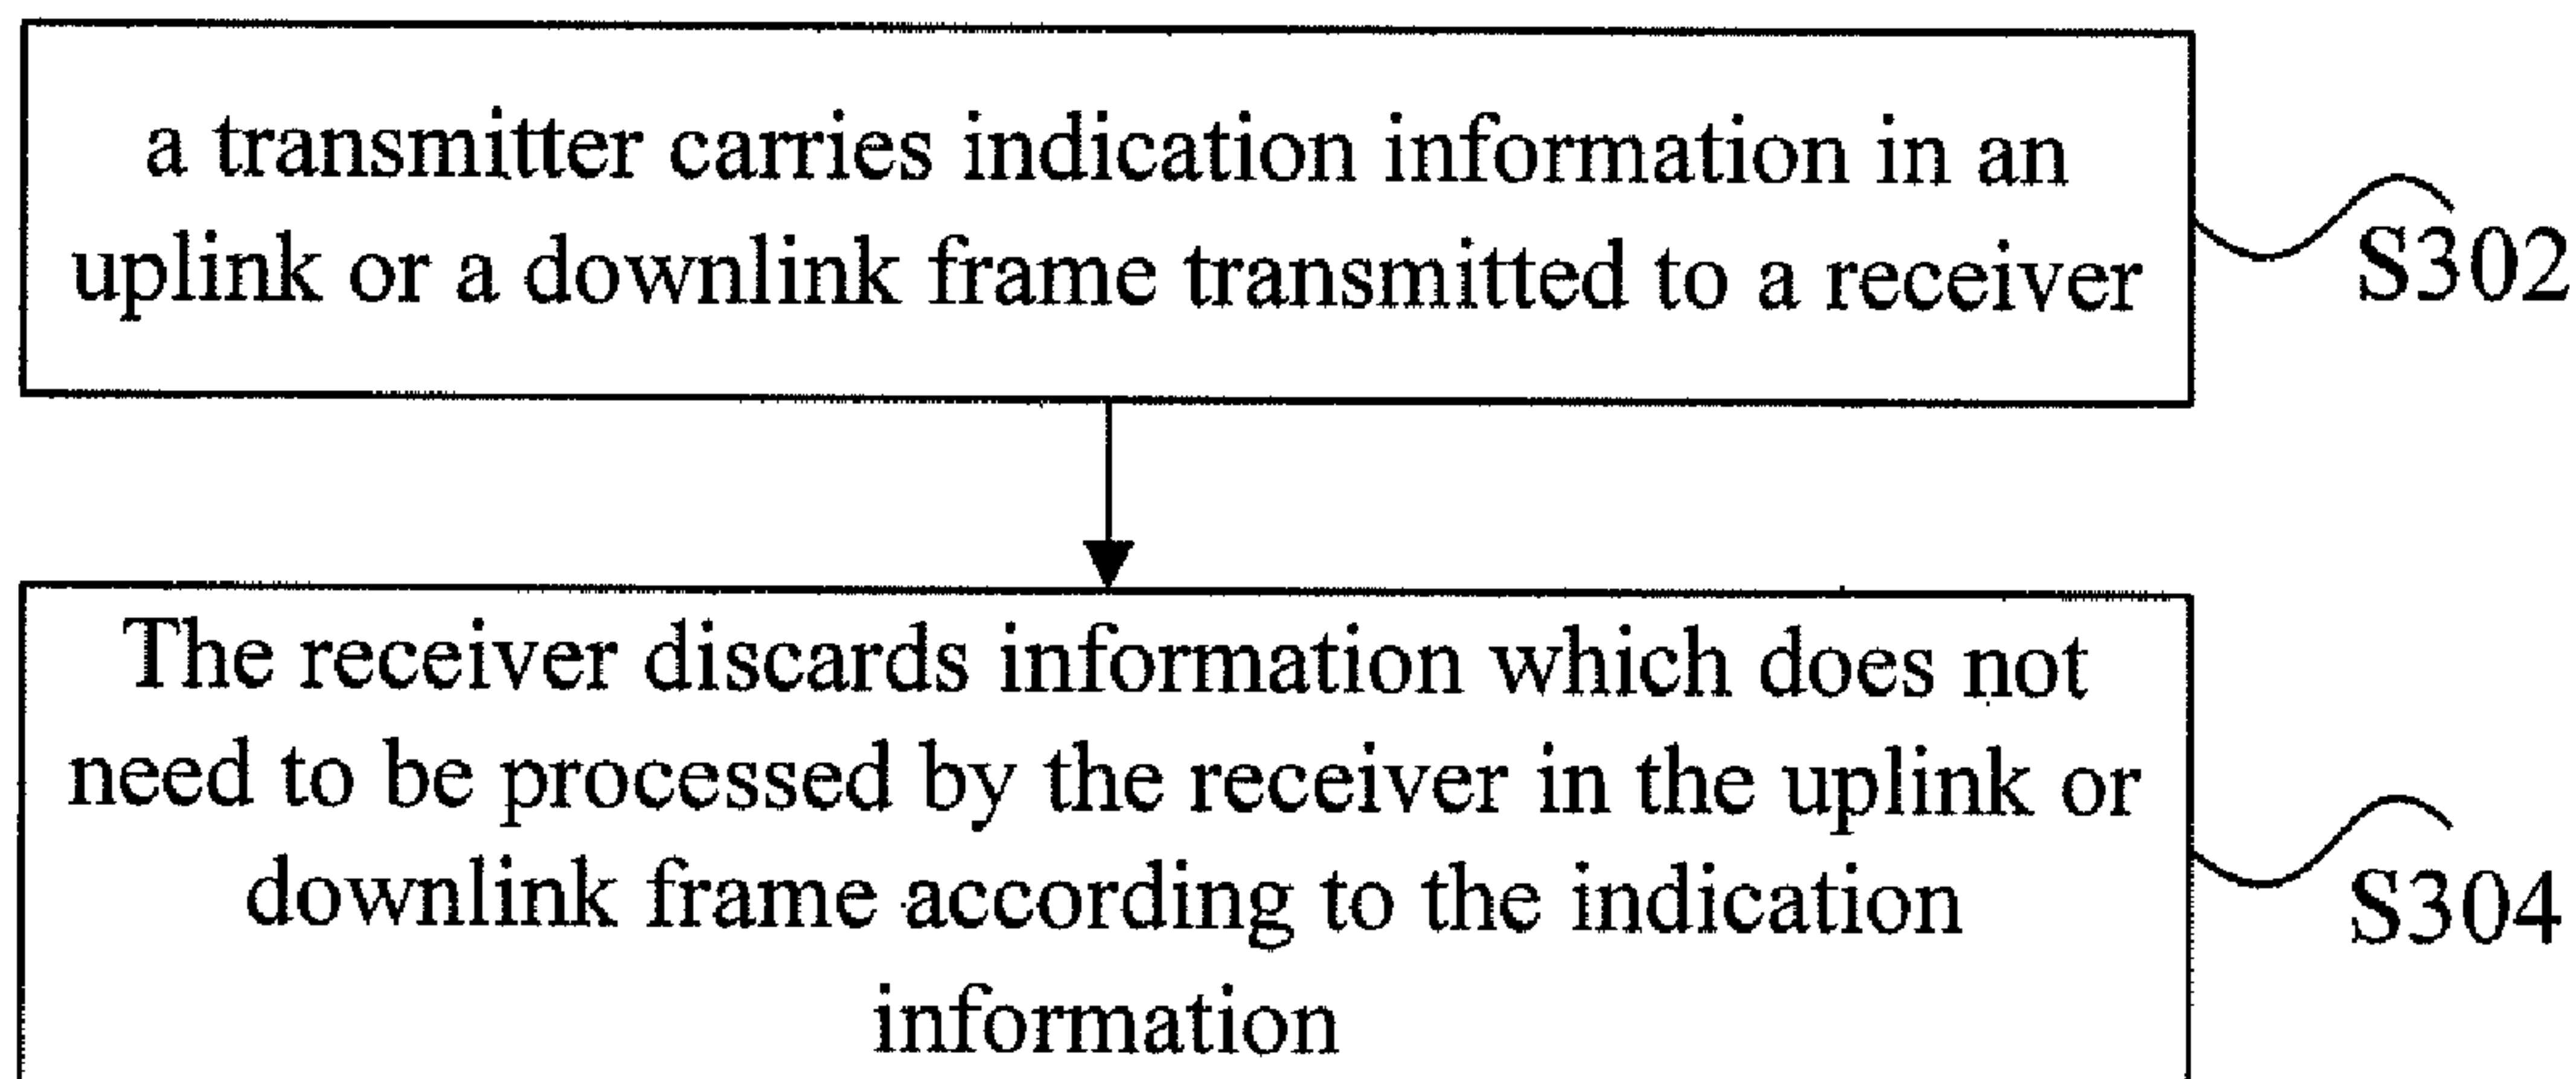 a transmitter carries indication information in an
uplink or a downlink frame transmitted to a receiver
S302
The receiver discards information which does not
need to be processed by the receiver in the uplink or
downlink frame according to the indication
information
S304